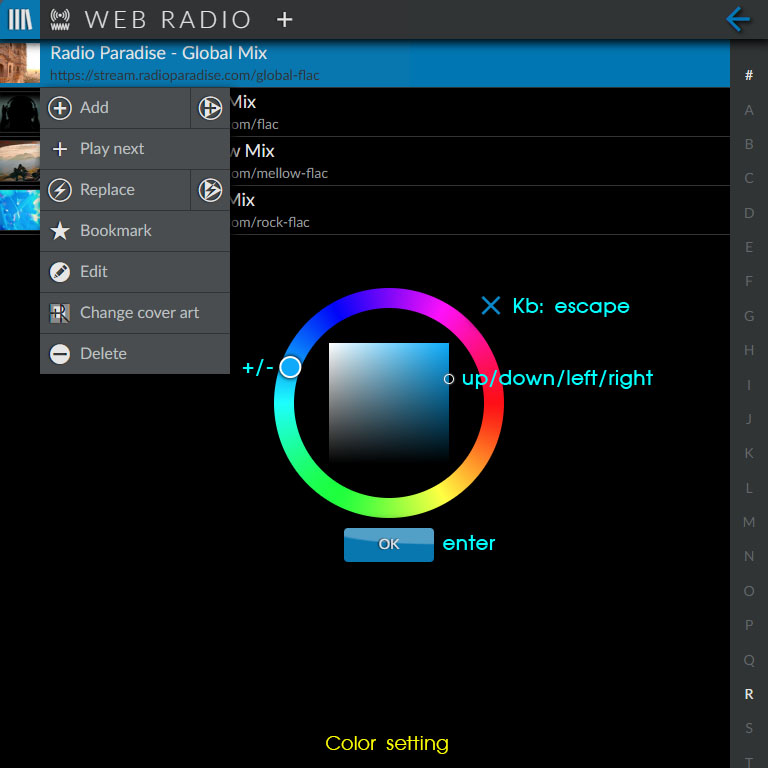 WEB RADIO +
Radio Paradise - Global Mix
https://stream.radioparadise.com/global-flac
Mix
om/flac
w Mix
om/mellow-flac
Mix
om/rock-flac
Add
Play next
Replace
Bookmark
Edit
Change cover art
Delete
Kb: escape
+/-
up/down/left/right
OK
enter
Color setting
#
A
B
C
D
E
F
G
H
I
J
K
L
M
N
O
P
Q
R
S
T